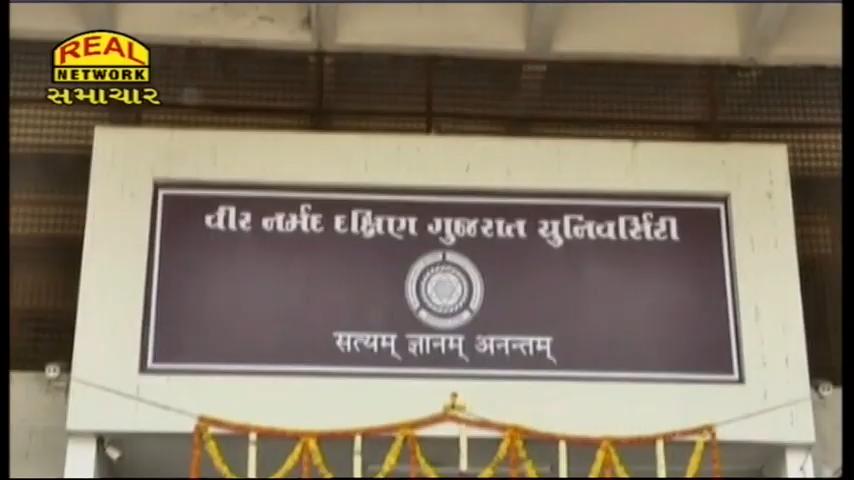 REAL
NETWORK
સમાચાર
વીર નર્મદ દક્ષિણ ગુજરાત યુનિવર્સિટી
सत्यम् ज्ञानम् अनन्तम्